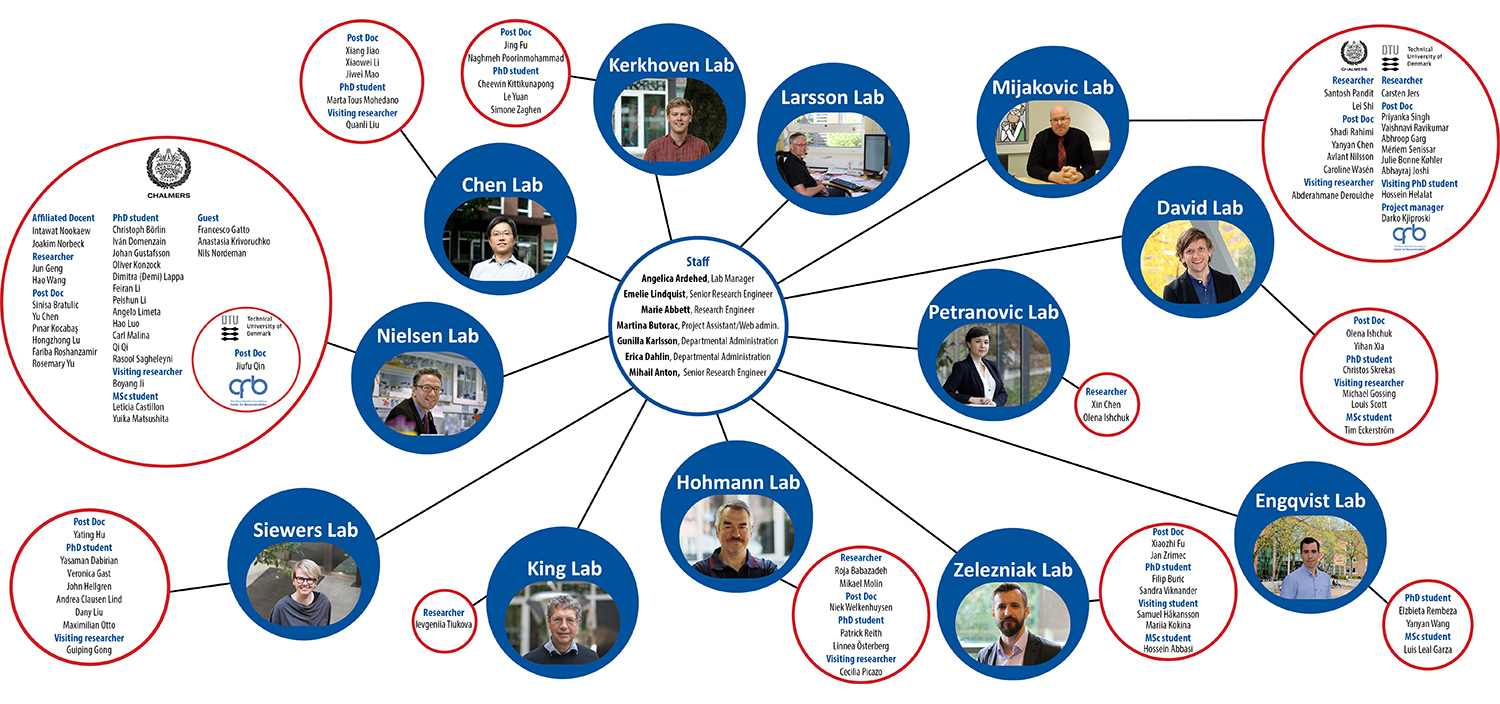 Post Doc
Xiang Jiao
Xiaowei Li
Jiwei Mao
PhD student
Marta Tous Mohedano
Visiting researcher
Quanli Liu
Post Doc
Jing Fu
Naghmeh Poorinmohammad
PhD student
Cheewin Kittikunapong
Le Yuan
Simone Zaghen
Kerkhoven Lab
Larsson Lab
Mijakovic Lab
CHALMERS
Researcher
Santosh Pandit
Lei Shi
Post Doc
Shadi Rahimi
Yanyan Chen
Avlant Nilsson
Caroline Wasén
Visiting researcher
Abderahmane Derouiche
DTU
Technical
University of
Denmark
Researcher
Carsten Jers
Post Doc
Priyanka Singh
Vaishnavi Ravikumar
Abhroop Garg
Mériem Senissar
Julie Bonne Køhler
Abhayraj Joshi
Visiting PhD student
Hossein Helalat
Project manager
Darko Kjiproski
Chen Lab
David Lab
CHALMERS
Affiliated Docent
Intawat Nookaew
Joakim Norbeck
Researcher
Jun Geng
Hao Wang
Post Doc
Sinisa Bratulic
Yu Chen
Pınar Kocabaş
Hongzhong Lu
Fariba Roshanzamir
Rosemary Yu
PhD student
Christoph Börlin
Iván Domenzain
Johan Gustafsson
Oliver Konzock
Dimitra (Demi) Lappa
Feiran Li
Peishun Li
Angelo Limeta
Hao Luo
Carl Malina
Qi Qi
Rasool Sagheleyni
Visiting researcher
Boyang Ji
MSc student
Leticia Castillon
Yuika Matsushita
Guest
Francesco Gatto
Anastasia Krivoruchko
Nils Nordeman
DTU
Technical
University of
Denmark
Post Doc
Jiufu Qin
Nielsen Lab
Staff
Angelica Ardehed, Lab Manager
Emelie Lindquist, Senior Research Engineer
Marie Abbett, Research Engineer
Martina Butorac, Project Assistant/Web admin.
Gunilla Karlsson, Departmental Administration
Erica Dahlin, Departmental Administration
Mihail Anton, Senior Research Engineer
Petranovic Lab
Researcher
Xin Chen
Olena Ishchuk
Post Doc
Olena Ishchuk
Yihan Xia
PhD student
Christos Skrekas
Visiting researcher
Michael Gossing
Louis Scott
MSc student
Tim Eckerström
Post Doc
Yating Hu
PhD student
Yasaman Dabirian
Veronica Gast
John Hellgren
Andrea Clausen Lind
Dany Liu
Maximilian Otto
Visiting researcher
Guiping Gong
Siewers Lab
Researcher
Ievgeniia Tiukova
King Lab
Hohmann Lab
Researcher
Roja Babazadeh
Mikael Molin
Post Doc
Niek Welkenhuysen
PhD student
Patrick Reith
Linnea Österberg
Visiting researcher
Cecilia Picazo
Zelezniak Lab
Post Doc
Xiaozhi Fu
Jan Zrimec
PhD student
Filip Buric
Sandra Viknander
Visiting student
Samuel Håkansson
Mariia Kokina
MSc student
Hossein Abbasi
Engqvist Lab
PhD student
Elzbieta Rembeza
Yanyan Wang
MSc student
Luis Leal Garza